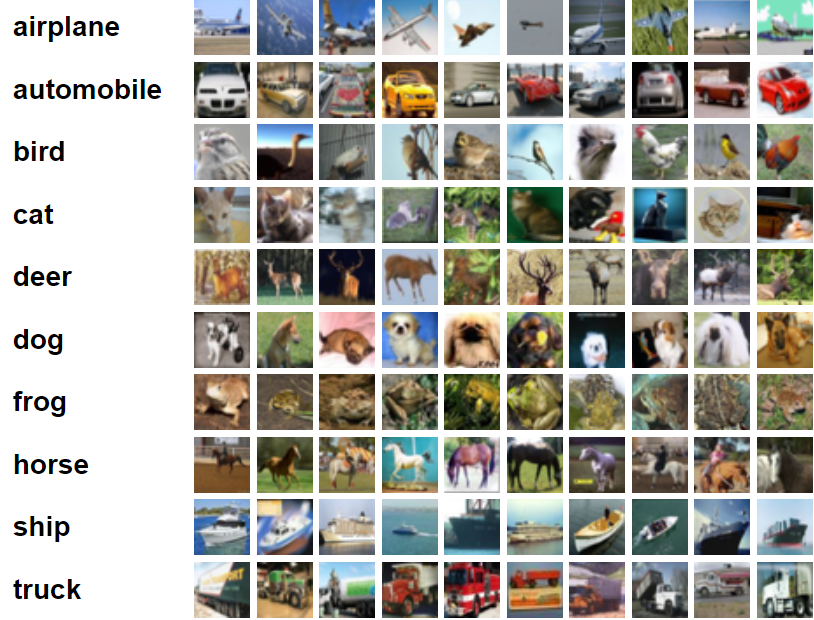 airplane
automobile
bird
cat
deer
dog
frog
horse
ship
truck